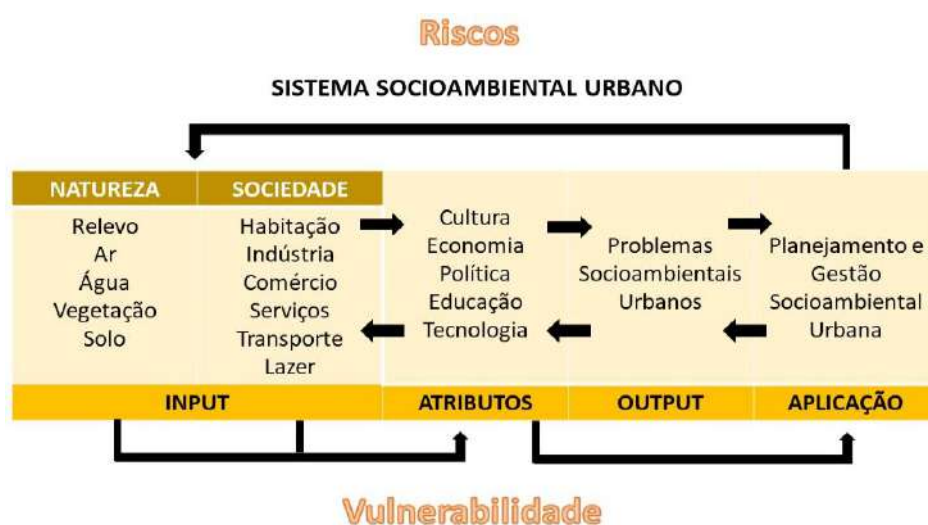 Riscos
SISTEMA SOCIOAMBIENTAL URBANO
NATUREZA
Relevo
Ar
Água
Vegetação
Solo
SOCIEDADE
Habitação
Indústria
Comércio
Serviços
Transporte
Lazer
INPUT
Cultura
Economia
Política
Educação
Tecnologia
ATRIBUTOS
Problemas
Socioambientais
Urbanos
OUTPUT
Planejamento e
Gestão
Socioambiental
Urbana
APLICAÇÃO
Vulnerabilidade